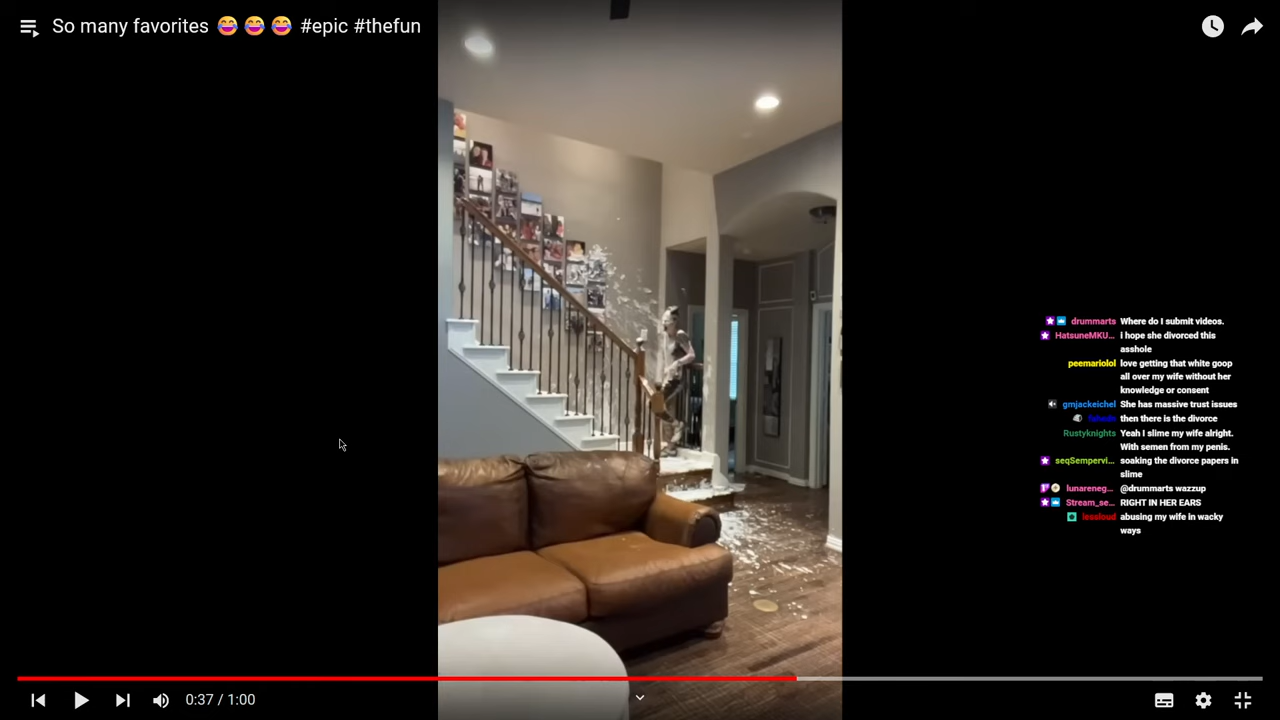 So many favorites 😂😂😂 #epic #thefun
drummarts Where do I submit videos.
HatsuneMKU... i hope she divorced this
asshole
peemariolol love getting that white goop
all over my wife without her
knowledge or consent
gmjackeichel She has massive trust issues
then there is the divorce
Rustyknights Yeah I slime my wife alright.
With semen from my penis.
seqSempervi... soaking the divorce papers in
slime
lunareneg... @drummarts wazzup
Stream_se... RIGHT IN HER EARS
lessloud abusing my wife in wacky
ways
0:37 / 1:00